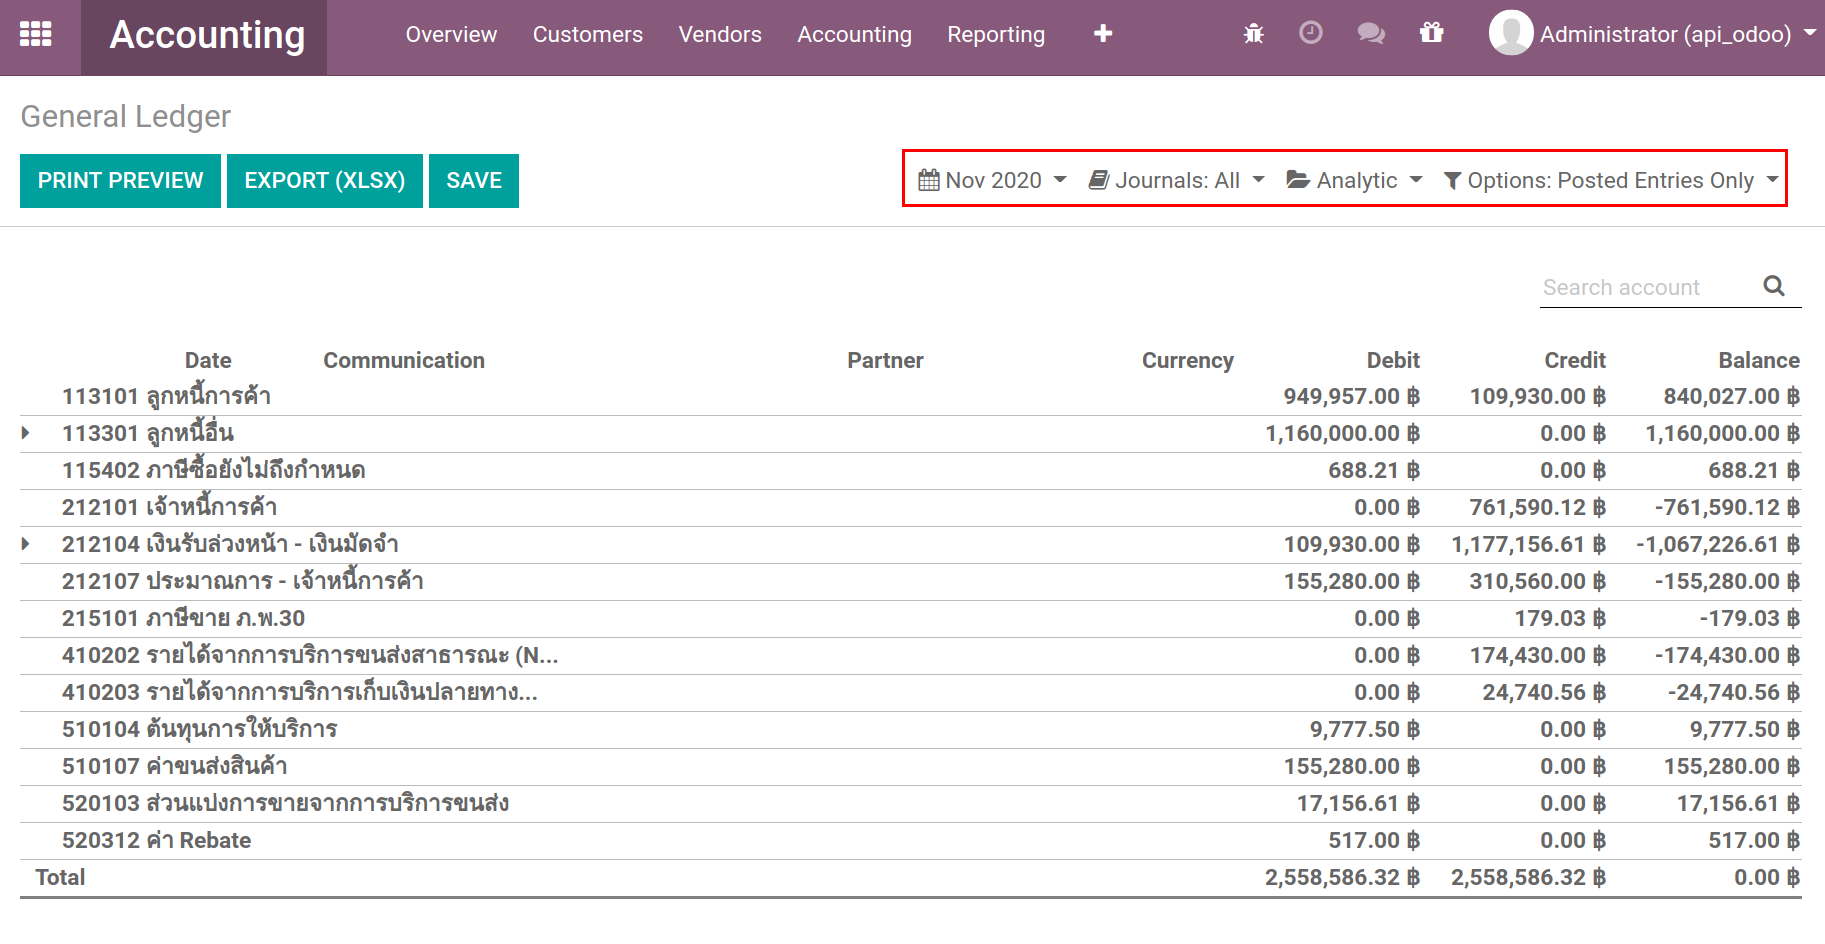 Accounting Overview Customers Vendors Accounting Reporting Administrator (api_odoo)
General Ledger
PRINT PREVIEW EXPORT (XLSX) SAVE Nov 2020 Journals: All Analytic Options: Posted Entries Only
Search account
Date Communication Partner Currency Debit Credit Balance
113101 ลูกหนี้การค้า 949,957.00 ฿ 109,930.00 ฿ 840,027.00 ฿
113301 ลูกหนี้อื่น 1,160,000.00 ฿ 0.00 ฿ 1,160,000.00 ฿
115402 ภาษีซื้อยังไม่ถึงกำหนด 688.21 ฿ 0.00 ฿ 688.21 ฿
212101 เจ้าหนี้การค้า 0.00 ฿ 761,590.12 ฿ -761,590.12 ฿
212104 เงินรับล่วงหน้า - เงินมัดจำ 109,930.00 ฿ 1,177,156.61 ฿ -1,067,226.61 ฿
212107 ประมาณการ - เจ้าหนี้การค้า 155,280.00 ฿ 310,560.00 ฿ -155,280.00 ฿
215101 ภาษีขาย ภ.พ.30 0.00 ฿ 179.03 ฿ -179.03 ฿
410202 รายได้จากการบริการขนส่งสาธารณะ (N... 0.00 ฿ 174,430.00 ฿ -174,430.00 ฿
410203 รายได้จากการบริการเก็บเงินปลายทาง... 0.00 ฿ 24,740.56 ฿ -24,740.56 ฿
510104 ต้นทุนการให้บริการ 9,777.50 ฿ 0.00 ฿ 9,777.50 ฿
510107 ค่าขนส่งสินค้า 155,280.00 ฿ 0.00 ฿ 155,280.00 ฿
520103 ส่วนแบ่งการขายจากการบริการขนส่ง 17,156.61 ฿ 0.00 ฿ 17,156.61 ฿
520312 ค่า Rebate 517.00 ฿ 0.00 ฿ 517.00 ฿
Total 2,558,586.32 ฿ 2,558,586.32 ฿ 0.00 ฿